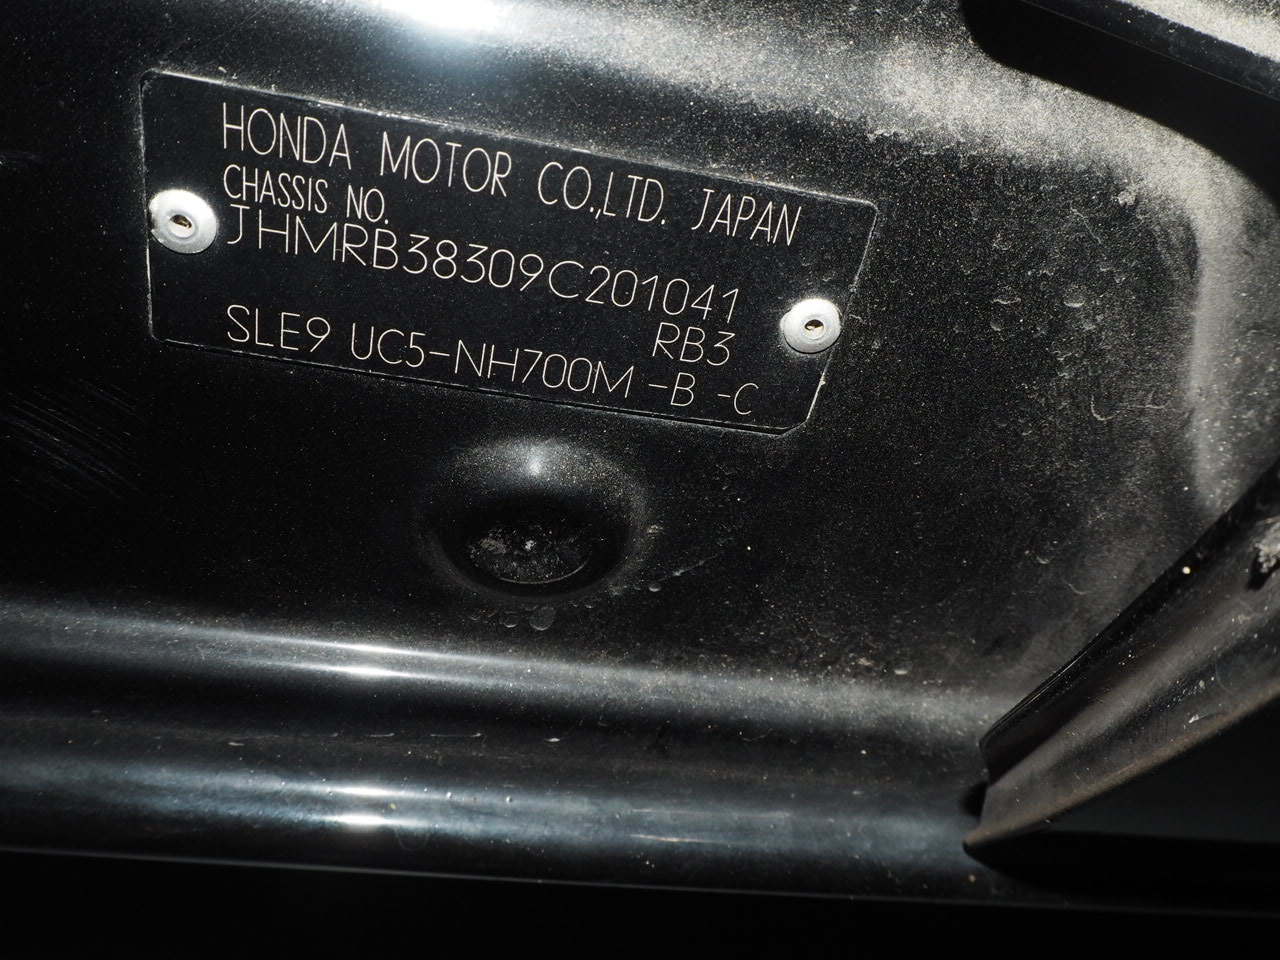 HONDA MOTOR CO.,LTD. JAPAN
CHASSIS NO.
JHMRB38309C201041
RB3
SLE9 UC5-NH700M -B -C